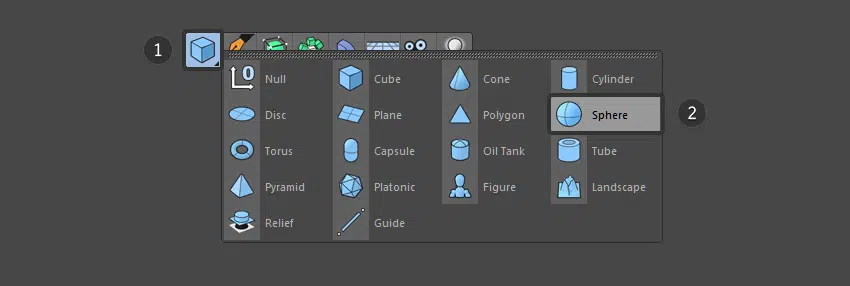 1
Null Cube Cone Cylinder
Disc Plane Polygon Sphere 2
Torus Capsule Oil Tank Tube
Pyramid Platonic Figure Landscape
Relief Guide